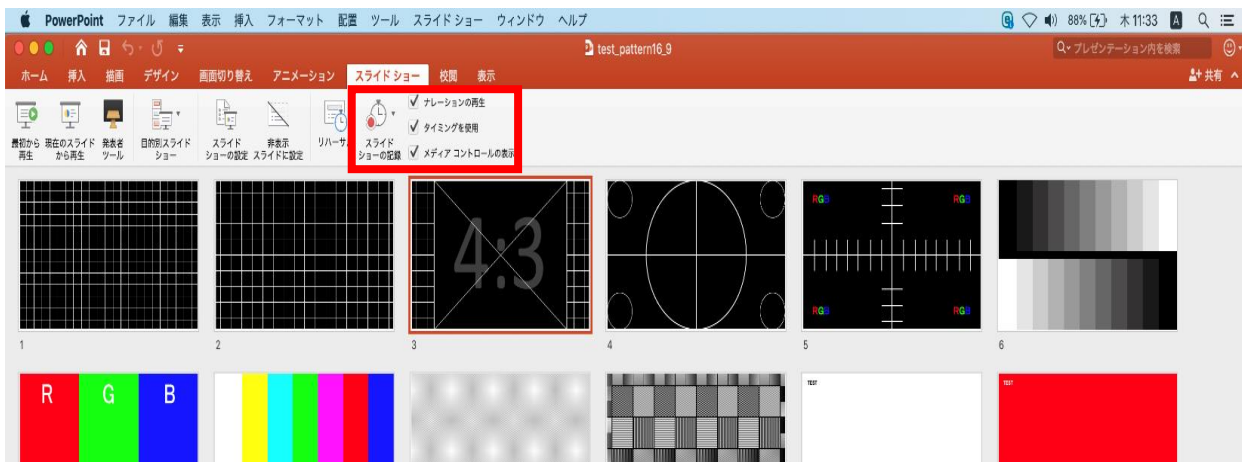 PowerPoint ファイル 編集 表示 挿入 フォーマット 配置 ツール スライド ショー ウィンドウ ヘルプ 88% 木 11:33 A
test_pattern16_9 プレゼンテーション内を検索
ホーム 挿入 描画 デザイン 画面切り替え アニメーション スライド ショー 校閲 表示 共有
最初から
再生
現在のスライド
から再生
発表者
ツール
目的別スライド
ショー
スライド
ショーの設定
非表示
スライドに設定
リハーサ
スライド
ショーの記録
ナレーションの再生
タイミングを使用
メディア コントロールの表示
4:3
RGB RGB
RGB RGB
1 2 3 4 5 6
R G B
TEST
TEST